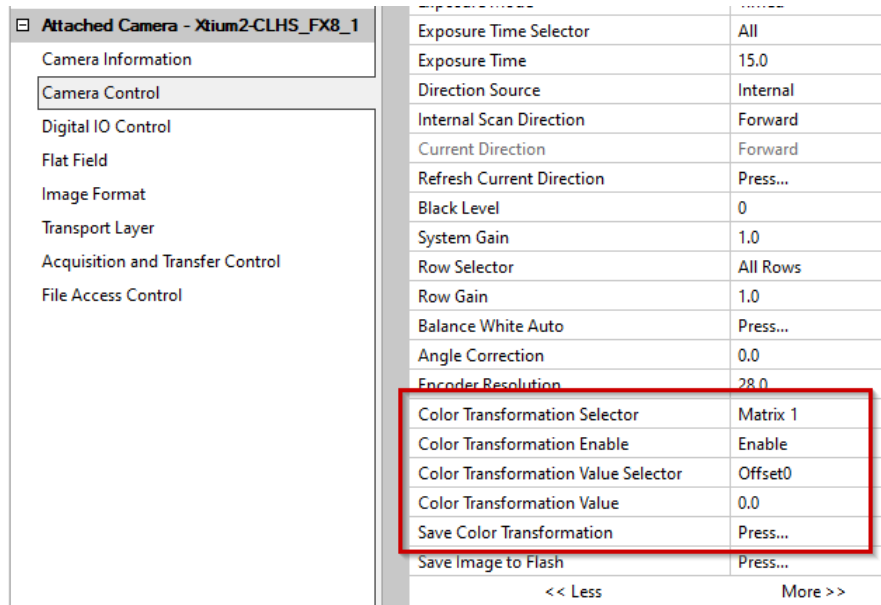 Attached Camera - Xtium2-CLHS_FX8_1
Camera Information
Camera Control
Digital IO Control
Flat Field
Image Format
Transport Layer
Acquisition and Transfer Control
File Access Control
Exposure Time Selector All
Exposure Time 15.0
Direction Source Internal
Internal Scan Direction Forward
Current Direction Forward
Refresh Current Direction Press...
Black Level 0
System Gain 1.0
Row Selector All Rows
Row Gain 1.0
Balance White Auto Press...
Angle Correction 0.0
Encoder Resolution 28.0
Color Transformation Selector Matrix 1
Color Transformation Enable Enable
Color Transformation Value Selector Offset0
Color Transformation Value 0.0
Save Color Transformation Press...
Save Image to Flash Press...
<< Less More >>